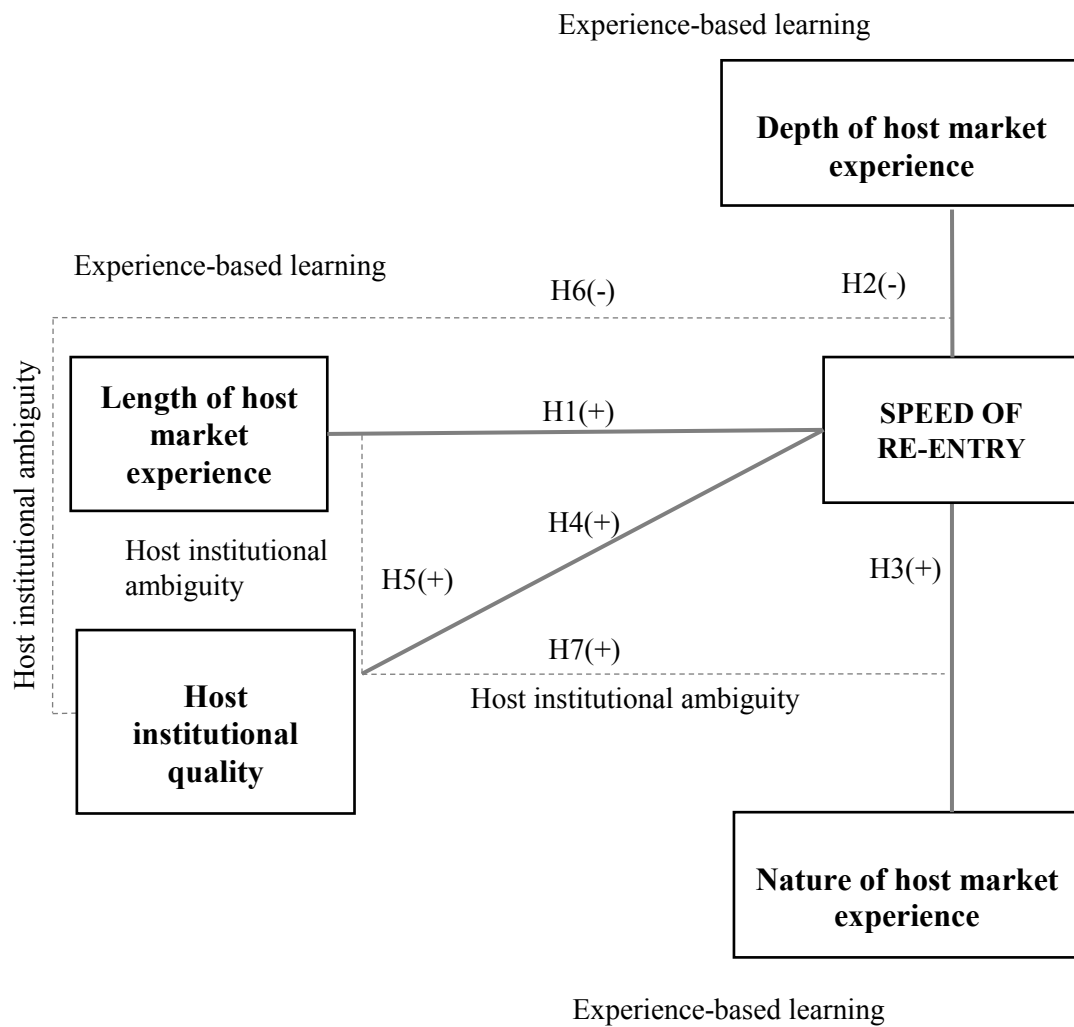 Experience-based learning
Depth of host market
experience
Experience-based learning
H6(-)
H2(-)
Host institutional ambiguity
Length of host
market
experience
H1(+)
SPEED OF
RE-ENTRY
H4(+)
Host institutional
ambiguity
H5(+)
H3(+)
H7(+)
Host institutional ambiguity
Host
institutional
quality
Nature of host market
experience
Experience-based learning